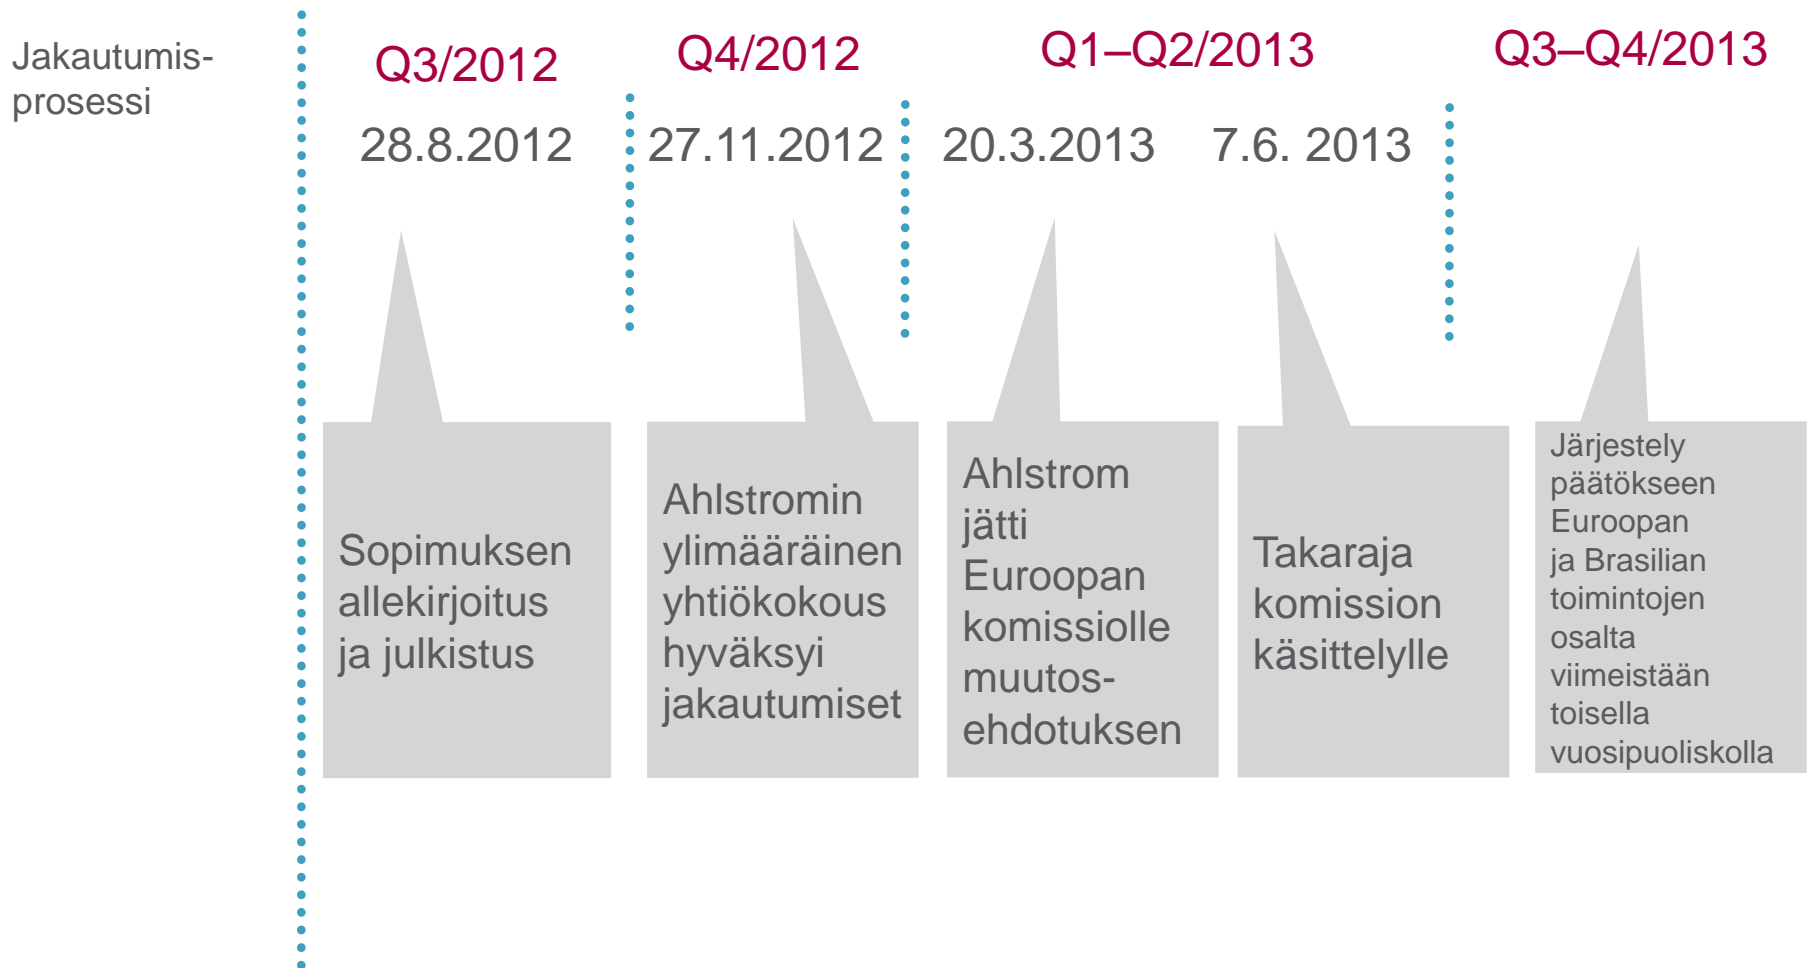 Jakautumis-
prosessi
Q3/2012
Q4/2012
Q1–Q2/2013
Q3–Q4/2013
28.8.2012
27.11.2012
20.3.2013
7.6. 2013
Sopimuksen
allekirjoitus
ja julkistus
Ahlstromin
ylimääräinen
yhtiökokous
hyväksyi
jakautumiset
Ahlstrom
jätti
Euroopan
komissiolle
muutos-
ehdotuksen
Takaraja
komission
käsittelylle
Järjestely
päätökseen
Euroopan
ja Brasilian
toimintojen
osalta
viimeistään
toisella
vuosipuoliskolla